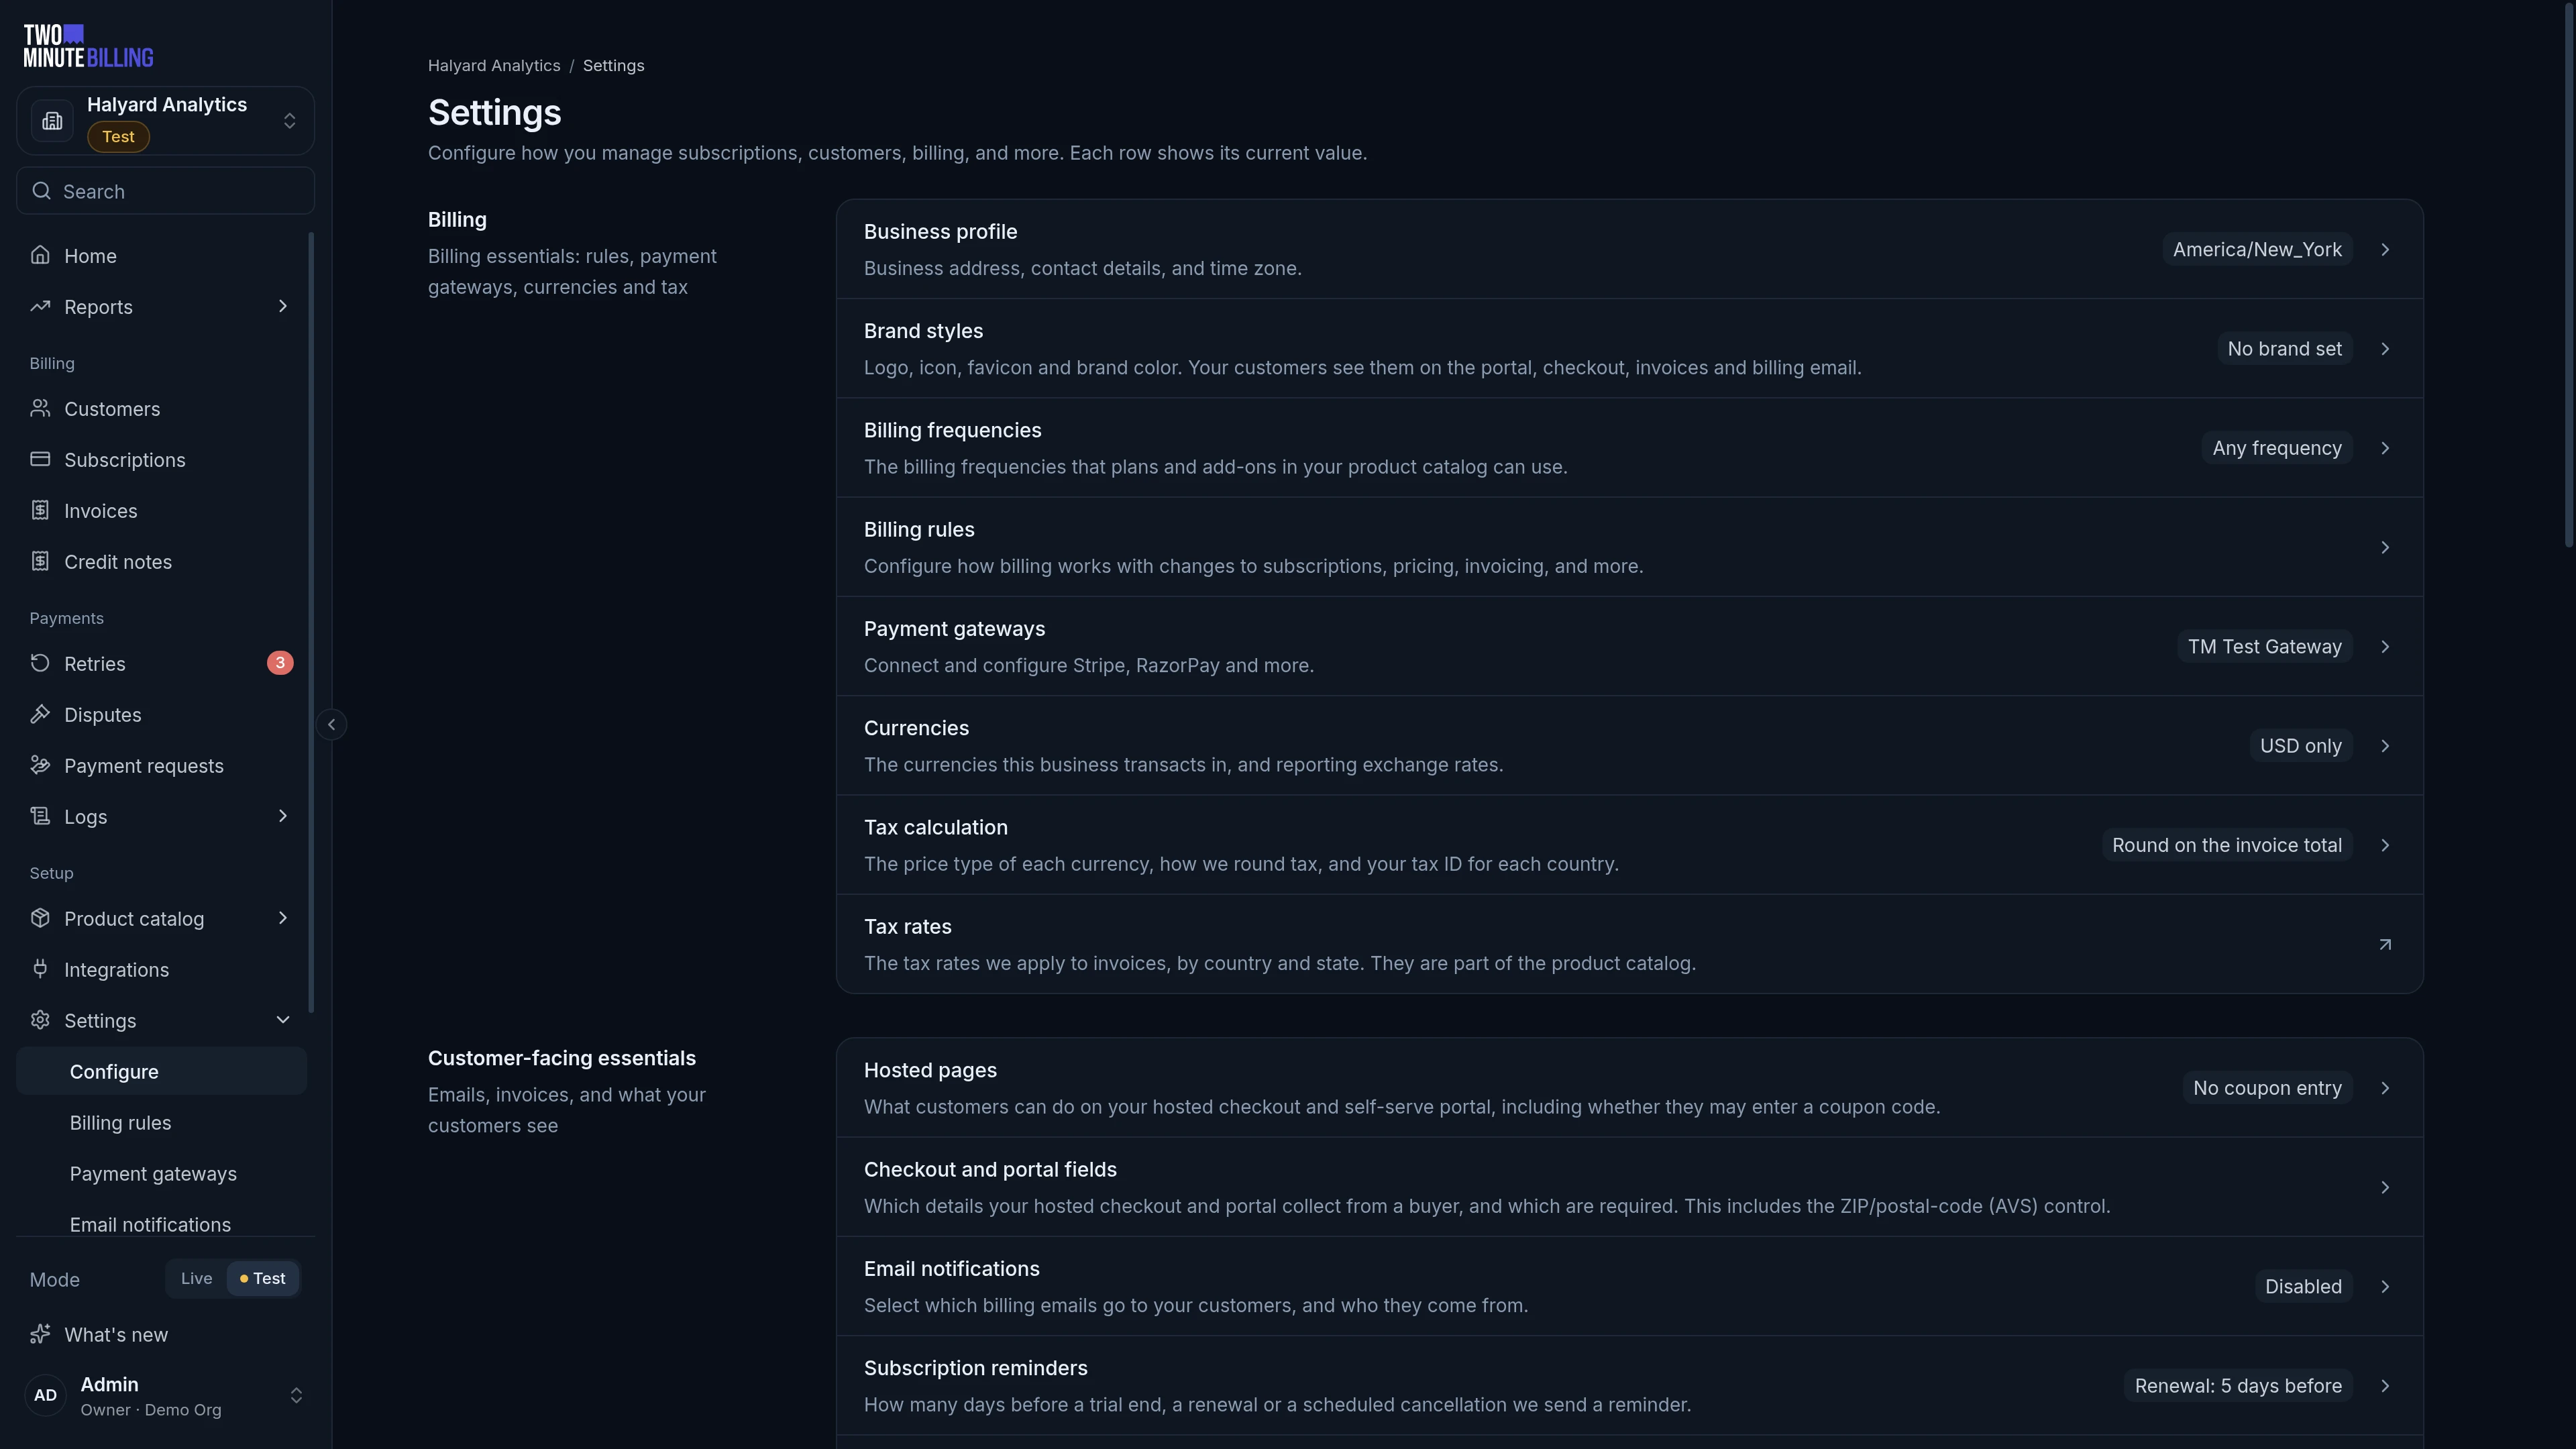 TWO
MINUTE BILLING
Halyard Analytics
Test
Search
Home
Reports
Billing
Customers
Subscriptions
Invoices
Credit notes
Payments
Retries
3
Disputes
Payment requests
Logs
Setup
Product catalog
Integrations
Settings
Configure
Billing rules
Payment gateways
Email notifications
Mode
Live
Test
What's new
AD
Admin
Owner · Demo Org
Halyard Analytics / Settings
Settings
Configure how you manage subscriptions, customers, billing, and more. Each row shows its current value.
Billing
Billing essentials: rules, payment
gateways, currencies and tax
Business profile
Business address, contact details, and time zone.
America/New_York
Brand styles
Logo, icon, favicon and brand color. Your customers see them on the portal, checkout, invoices and billing email.
No brand set
Billing frequencies
The billing frequencies that plans and add-ons in your product catalog can use.
Any frequency
Billing rules
Configure how billing works with changes to subscriptions, pricing, invoicing, and more.
Payment gateways
Connect and configure Stripe, RazorPay and more.
TM Test Gateway
Currencies
The currencies this business transacts in, and reporting exchange rates.
USD only
Tax calculation
The price type of each currency, how we round tax, and your tax ID for each country.
Round on the invoice total
Tax rates
The tax rates we apply to invoices, by country and state. They are part of the product catalog.
Customer-facing essentials
Emails, invoices, and what your
customers see
Hosted pages
What customers can do on your hosted checkout and self-serve portal, including whether they may enter a coupon code.
No coupon entry
Checkout and portal fields
Which details your hosted checkout and portal collect from a buyer, and which are required. This includes the ZIP/postal-code (AVS) control.
Email notifications
Select which billing emails go to your customers, and who they come from.
Disabled
Subscription reminders
How many days before a trial end, a renewal or a scheduled cancellation we send a reminder.
Renewal: 5 days before